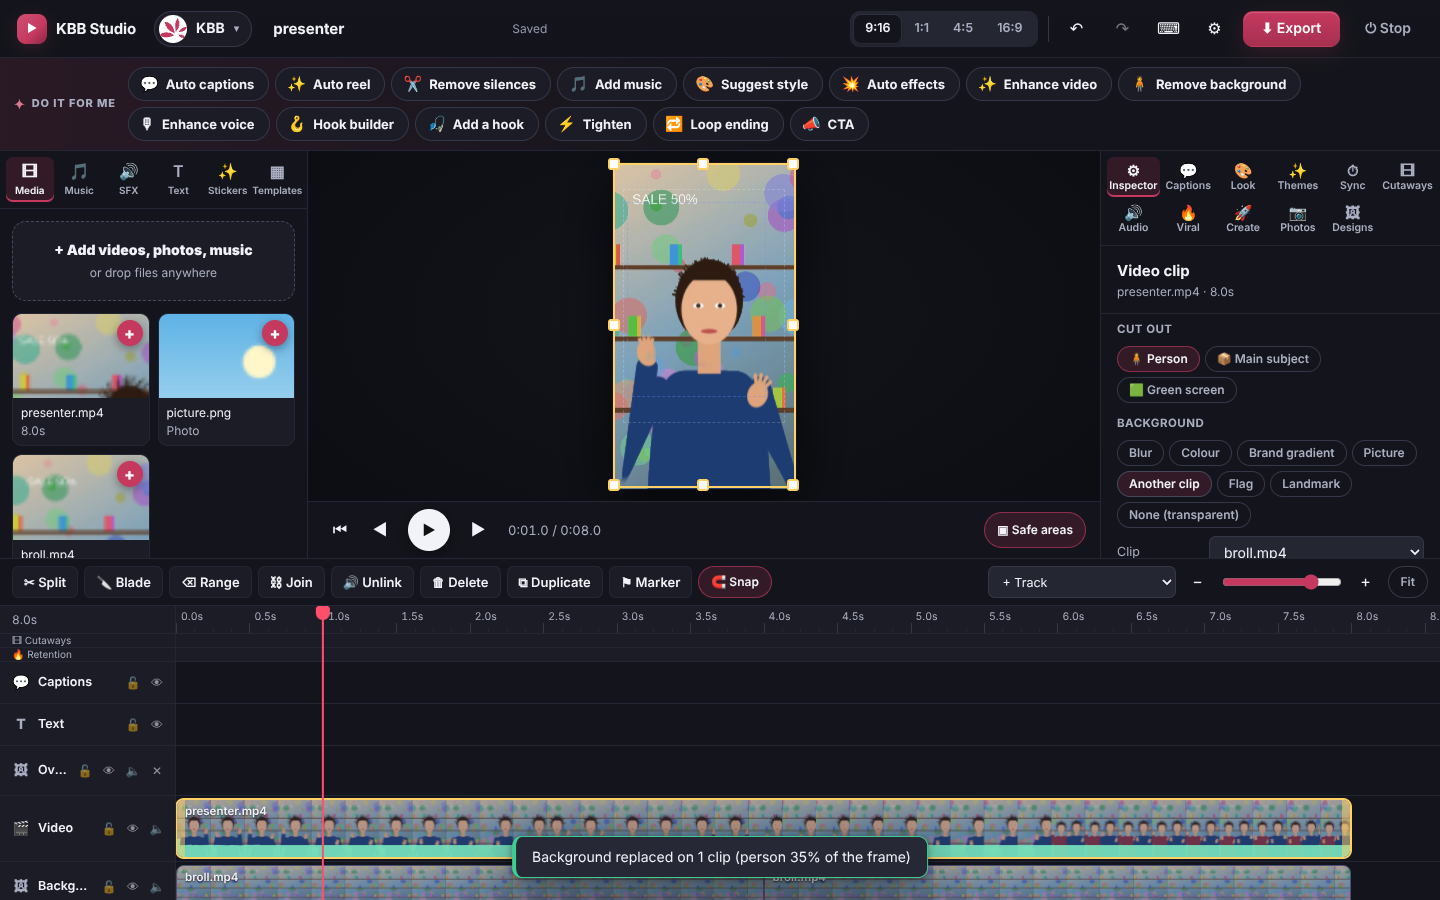 KBB Studio
KBB
presenter
Saved
9:16
1:1
4:5
16:9
Export
Stop
DO IT FOR ME
Auto captions
Auto reel
Remove silences
Add music
Suggest style
Auto effects
Enhance video
Remove background
Enhance voice
Hook builder
Add a hook
Tighten
Loop ending
CTA
Media
Music
SFX
Text
Stickers
Templates
+ Add videos, photos, music
or drop files anywhere
presenter.mp4
8.0s
picture.png
Photo
broll.mp4
SALE 50%
0:01.0 / 0:08.0
Safe areas
Inspector
Captions
Look
Themes
Sync
Cutaways
Audio
Viral
Create
Photos
Designs
Video clip
presenter.mp4 · 8.0s
CUT OUT
Person
Main subject
Green screen
BACKGROUND
Blur
Colour
Brand gradient
Picture
Another clip
Flag
Landmark
None (transparent)
Clip
broll.mp4
Split
Blade
Range
Join
Unlink
Delete
Duplicate
Marker
Snap
+ Track
Fit
8.0s
0.0s
0.5s
1.0s
1.5s
2.0s
2.5s
3.0s
3.5s
4.0s
4.5s
5.0s
5.5s
6.0s
6.5s
7.0s
7.5s
8.0s
8.
Cutaways
Retention
Captions
Text
Ov...
Video
presenter.mp4
Background replaced on 1 clip (person 35% of the frame)
Backg...
broll.mp4
broll.mp4